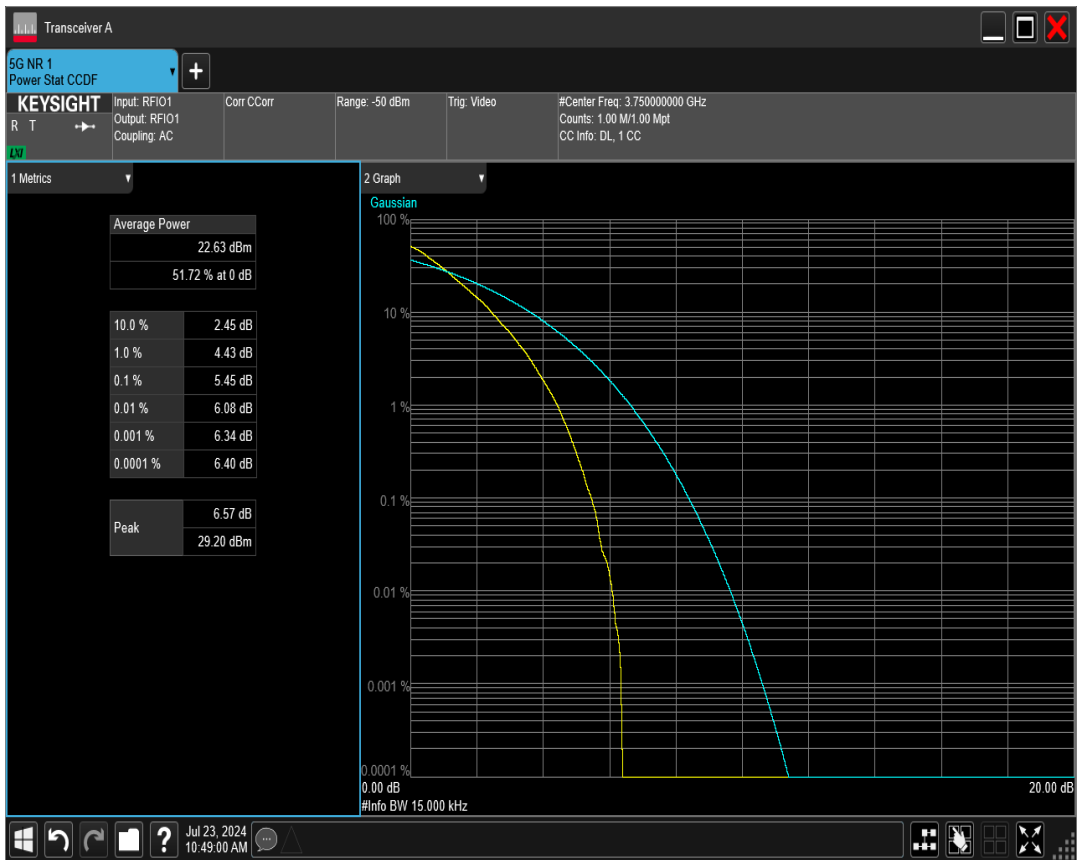 Transceiver A
5G NR 1
Power Stat CCDF
+
KEYSIGHT
R T
LXI
Input: RFIO1
Output: RFIO1
Coupling: AC
Corr CCorr
Range: -50 dBm
Trig: Video
#Center Freq: 3.750000000 GHz
Counts: 1.00 M/1.00 Mpt
CC Info: DL, 1 CC
1 Metrics
Average Power
22.63 dBm
51.72 % at 0 dB
10.0 % 2.45 dB
1.0 % 4.43 dB
0.1 % 5.45 dB
0.01 % 6.08 dB
0.001 % 6.34 dB
0.0001 % 6.40 dB
Peak
6.57 dB
29.20 dBm
2 Graph
Gaussian
100 %
10 %
1 %
0.1 %
0.01 %
0.001 %
0.0001 %
0.00 dB 20.00 dB
#Info BW 15.000 kHz
?
Jul 23, 2024
10:49:00 AM